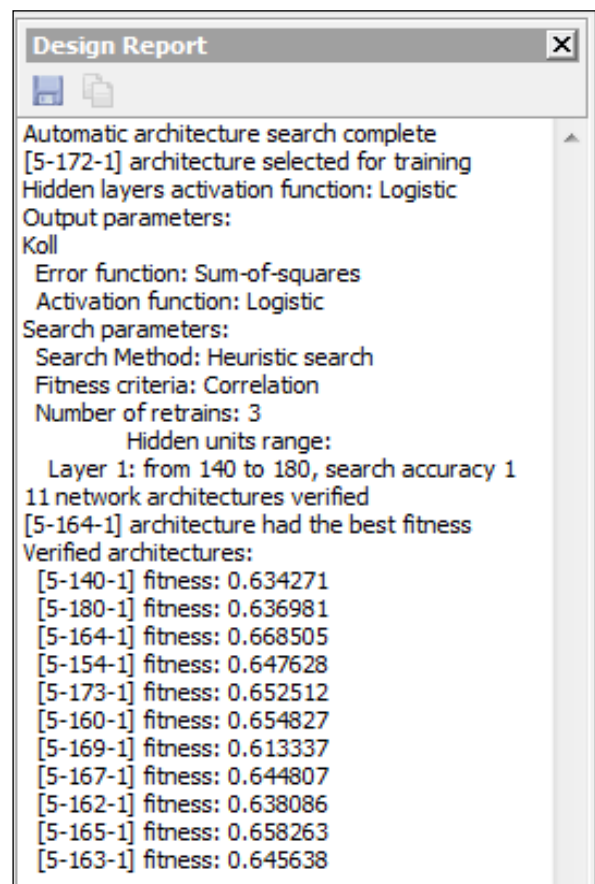 Design Report
Automatic architecture search complete
[5-172-1] architecture selected for training
Hidden layers activation function: Logistic
Output parameters:
Koll
Error function: Sum-of-squares
Activation function: Logistic
Search parameters:
Search Method: Heuristic search
Fitness criteria: Correlation
Number of retrains: 3
Hidden units range:
Layer 1: from 140 to 180, search accuracy 1
11 network architectures verified
[5-164-1] architecture had the best fitness
Verified architectures:
[5-140-1] fitness: 0.634271
[5-180-1] fitness: 0.636981
[5-164-1] fitness: 0.668505
[5-154-1] fitness: 0.647628
[5-173-1] fitness: 0.652512
[5-160-1] fitness: 0.654827
[5-169-1] fitness: 0.613337
[5-167-1] fitness: 0.644807
[5-162-1] fitness: 0.638086
[5-165-1] fitness: 0.658263
[5-163-1] fitness: 0.645638